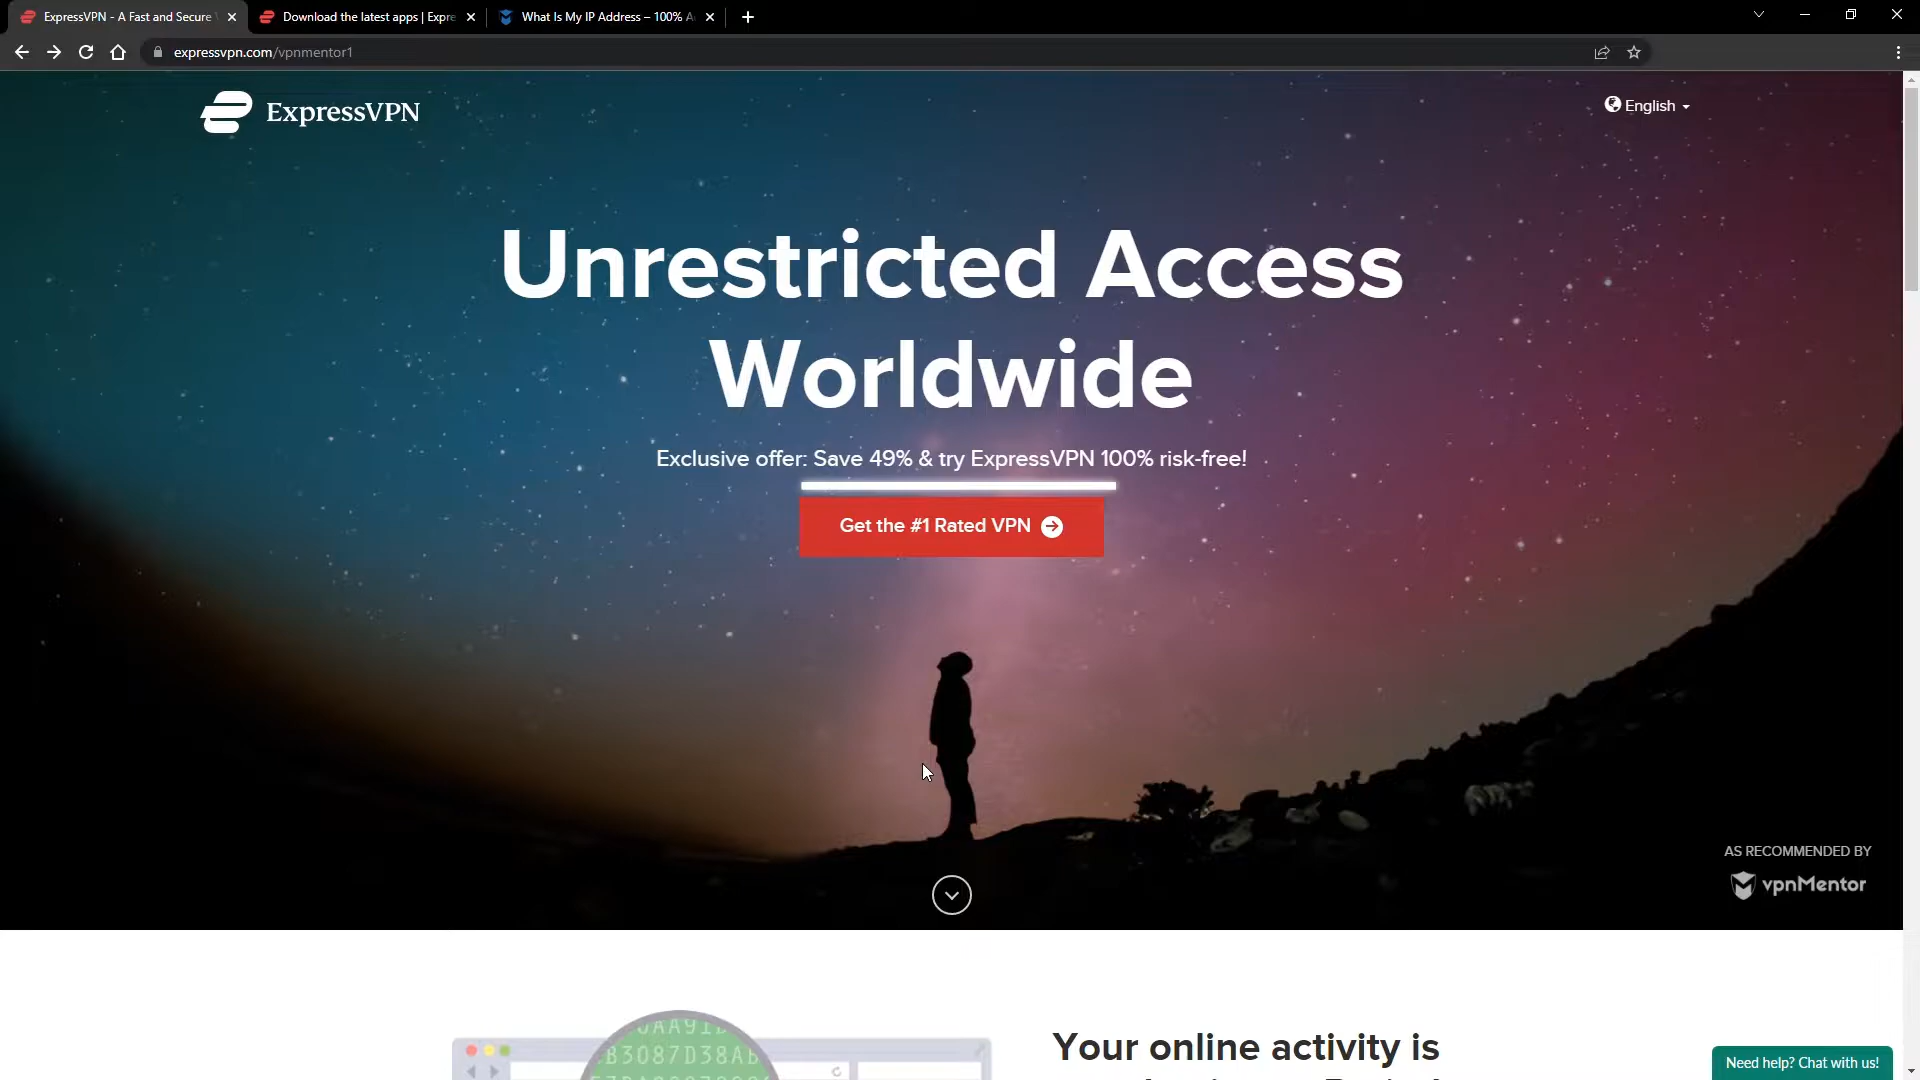 ExpressVPN - A Fast and Secure
Download the latest apps | Expre
What Is My IP Address – 100% A
expressvpn.com/vpnmentor1
ExpressVPN
English
Unrestricted Access
Worldwide
Exclusive offer: Save 49% & try ExpressVPN 100% risk-free!
Get the #1 Rated VPN
AS RECOMMENDED BY
vpnMentor
Your online activity is
B3087D38AB
Need help? Chat with us!